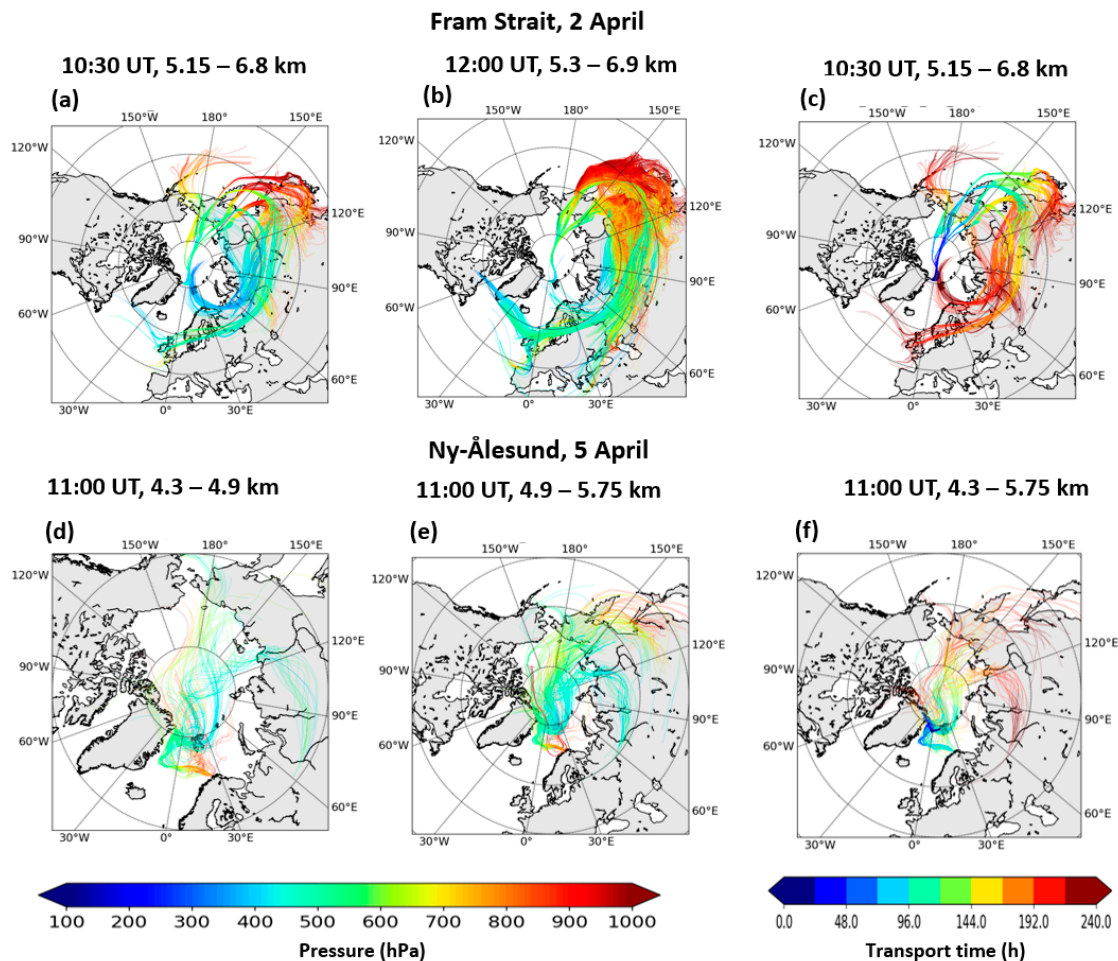 Fram Strait, 2 April
10:30 UT, 5.15 – 6.8 km
12:00 UT, 5.3 – 6.9 km
10:30 UT, 5.15 – 6.8 km
(a)
(b)
(c)
150°W 180° 150°E
120°W 120°E
90°W 90°E
60°W 60°E
30°W 0° 30°E
150°W 180° 150°E
120°W 120°E
90°W 90°E
60°W 60°E
30°W 0° 30°E
150°W 180° 150°E
120°W 120°E
90°W 90°E
60°W 60°E
30°W 0° 30°E
Ny-Ålesund, 5 April
11:00 UT, 4.3 – 4.9 km
11:00 UT, 4.9 – 5.75 km
11:00 UT, 4.3 – 5.75 km
(d)
(e)
(f)
150°W 180° 150°E
120°W 120°E
90°W 90°E
60°W 60°E
30°W 0° 30°E
150°W 180° 150°E
120°W 120°E
90°W 90°E
60°W 60°E
30°W 0° 30°E
150°W 180° 150°E
120°W 120°E
90°W 90°E
60°W 60°E
30°W 0° 30°E
100 200 300 400 500 600 700 800 900 1000
Pressure (hPa)
0.0 48.0 96.0 144.0 192.0 240.0
Transport time (h)